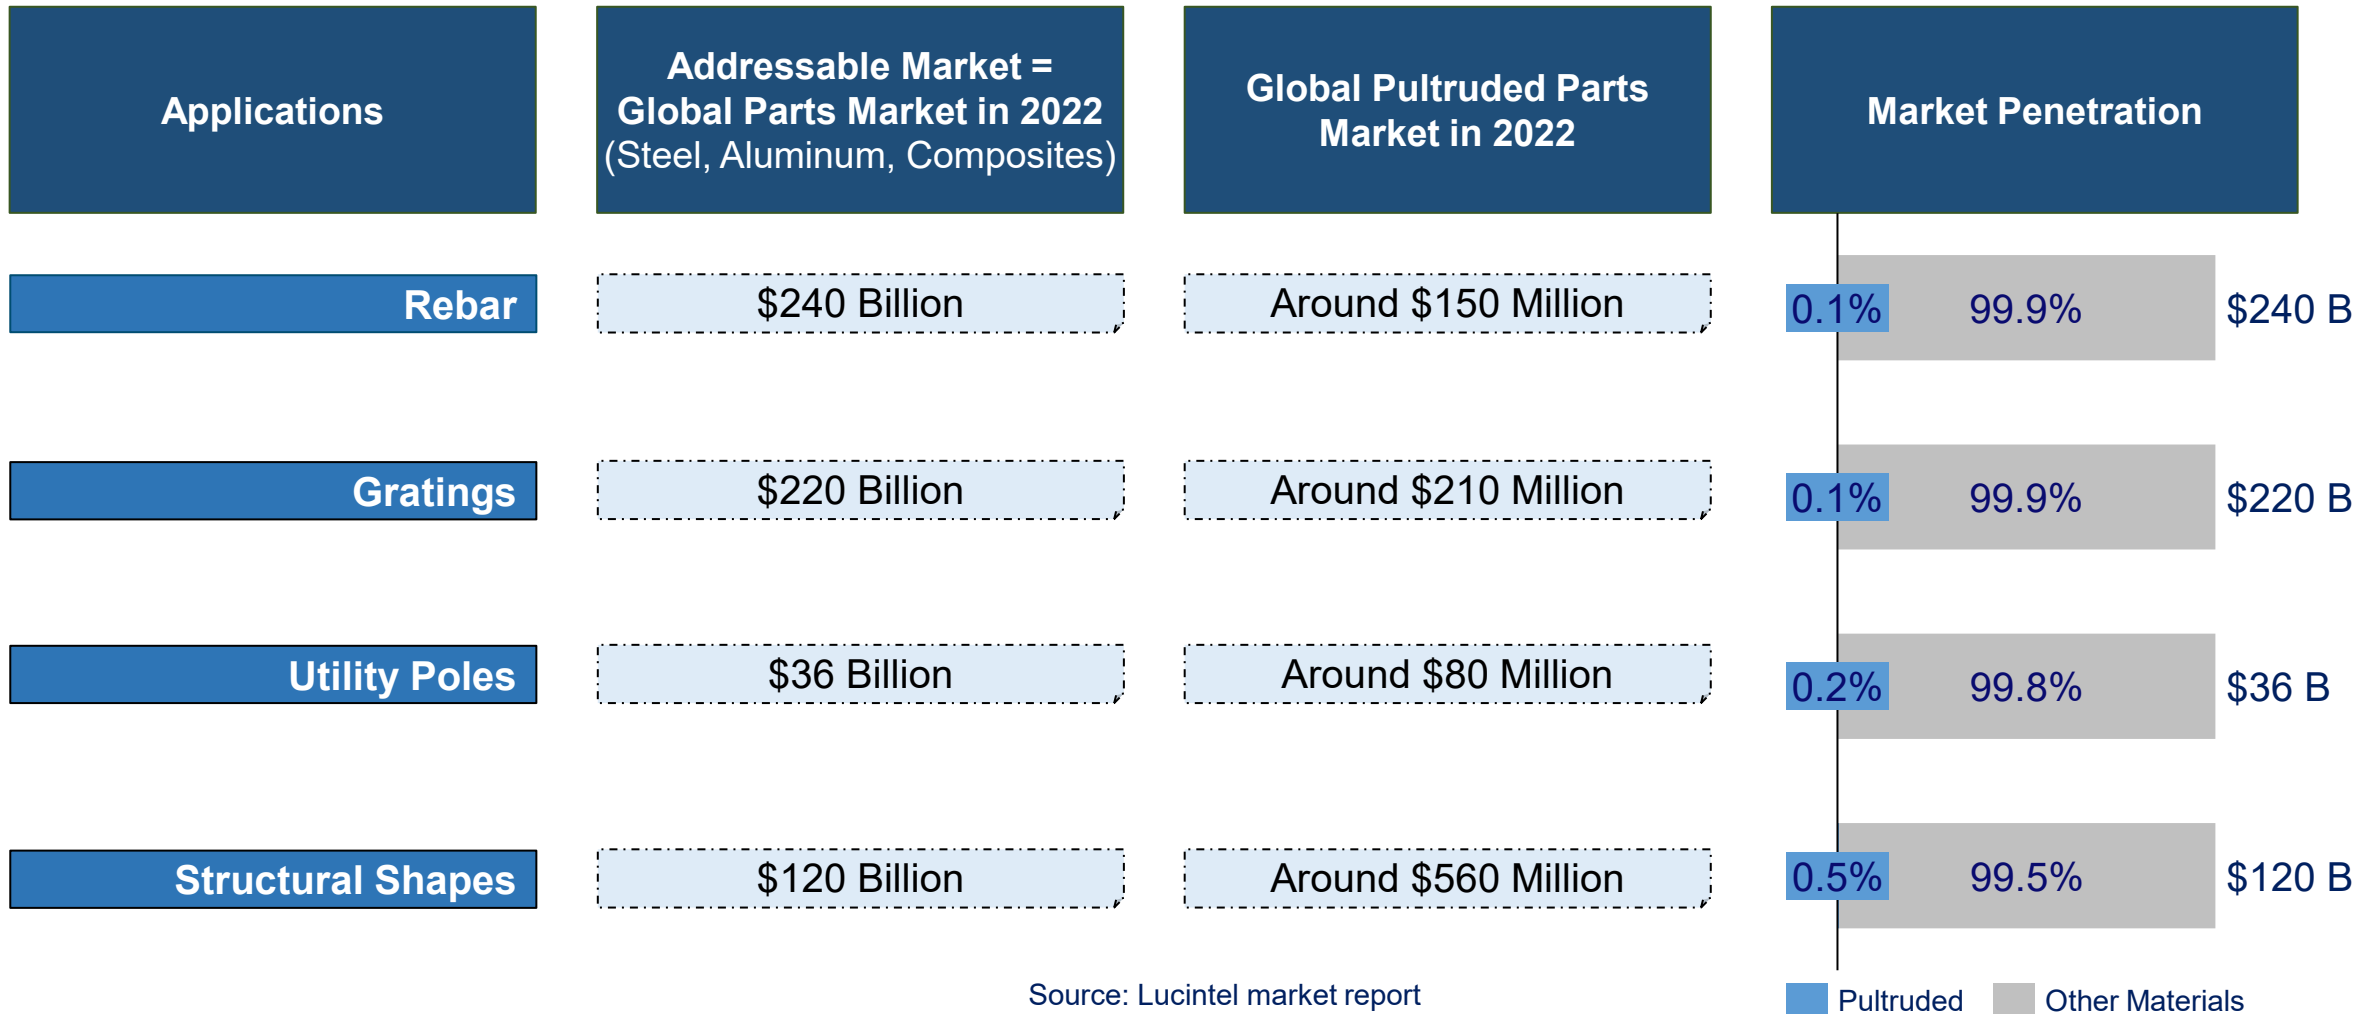 Applications
Addressable Market =
Global Parts Market in 2022
(Steel, Aluminum, Composites)
Global Pultruded Parts
Market in 2022
Market Penetration
Rebar
$240 Billion
Around $150 Million
0.1%
99.9%
$240 B
Gratings
$220 Billion
Around $210 Million
0.1%
99.9%
$220 B
Utility Poles
$36 Billion
Around $80 Million
0.2%
99.8%
$36 B
Structural Shapes
$120 Billion
Around $560 Million
0.5%
99.5%
$120 B
Source: Lucintel market report
Pultruded
Other Materials